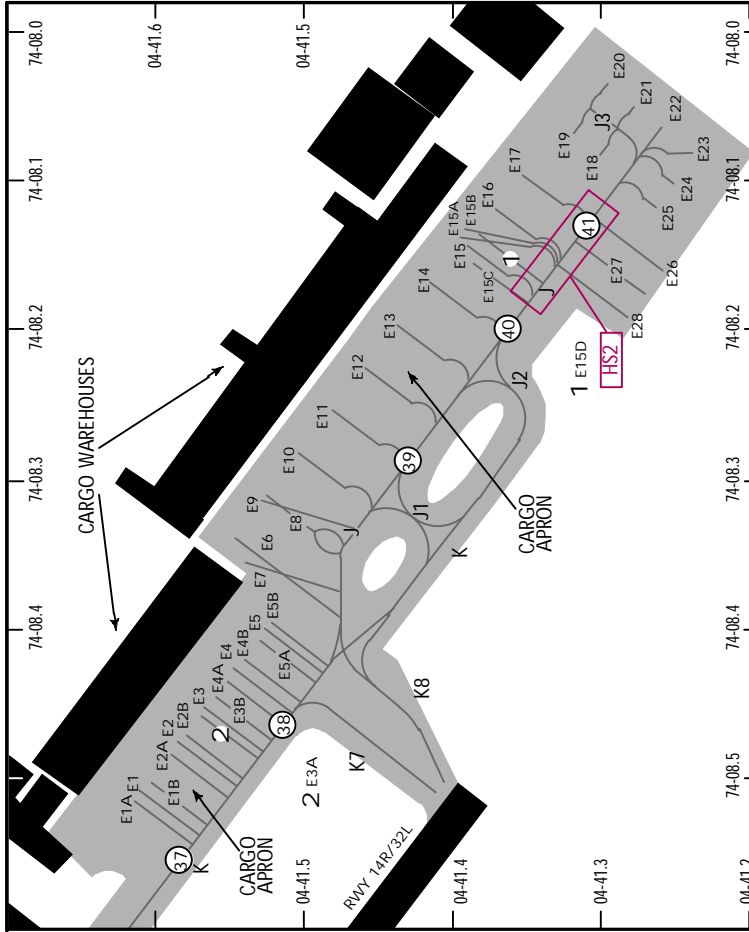 74-08.0
04-41.6
04-41.5
74-08.0
E20
E21
E19
J3
E22
E18
E23
74-08.1
E17
E24
E25
74-08.1
CARGO WAREHOUSES
E16
E15B
E15A
41
E15
1
E27
E26
E15C
J
E14
E28
74-08.2
E13
40
74-08.2
E12
J2
1 E15D
HS2
E11
39
E10
74-08.3
E9
E8
J
J1
CARGO
APRON
74-08.3
E6
K
E7
74-08.4
E5B
E5
E4B
E4
E5A
74-08.4
E4A
E3
E3B
K8
E2B
E2
2
38
E2A
K7
74-08.5
E1
E1A
E1B
2 E3A
74-08.5
37
K
CARGO
APRON
RWY 14R/32L
04-41.5
04-41.4
04-41.3
04-41.2